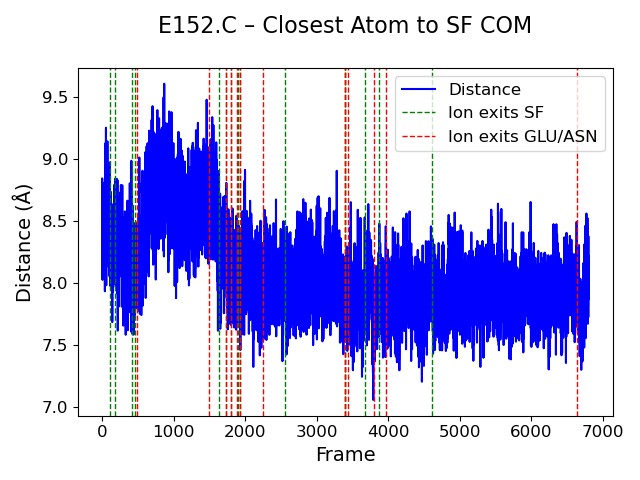 E152.C – Closest Atom to SF COM
Distance
Ion exits SF
Ion exits GLU/ASN
Distance (Å)
9.5
9.0
8.5
8.0
7.5
7.0
0 1000 2000 3000 4000 5000 6000 7000
Frame